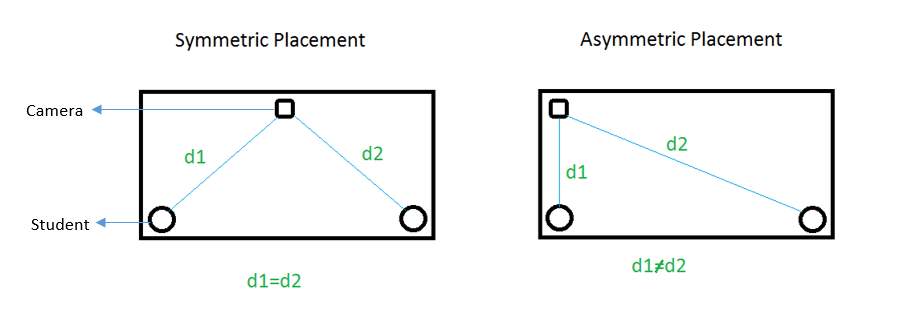 Symmetric Placement
Asymmetric Placement
Camera
d1
d2
Student
d1=d2
d2
d1
d1≠d2